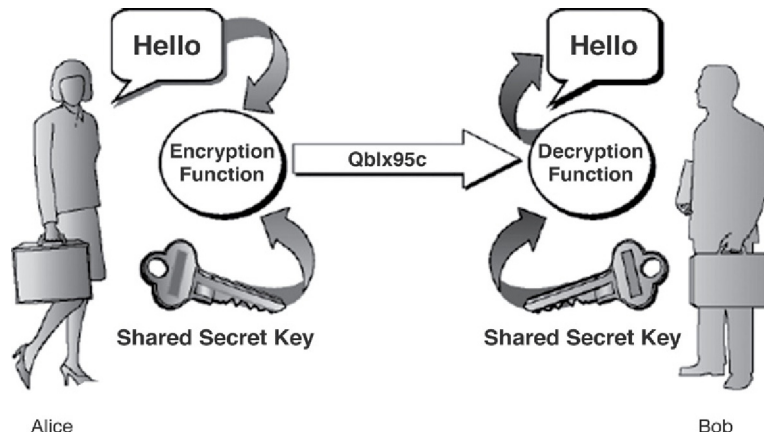 Hello
Hello
Encryption
Function
Qblx95c
Decryption
Function
Shared Secret Key
Shared Secret Key
Alice
Bob